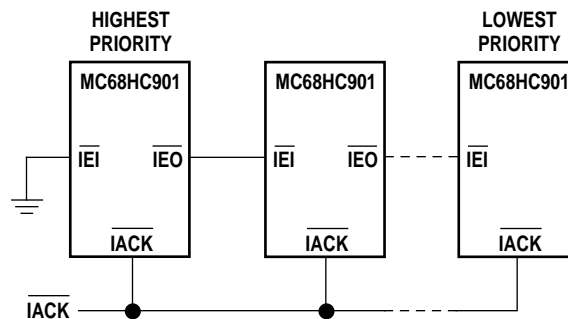 HIGHEST PRIORITY
LOWEST PRIORITY
MC68HC901
MC68HC901
MC68HC901
IEI
IEO
IEI
IEO
IEI
IACK
IACK
IACK
IACK